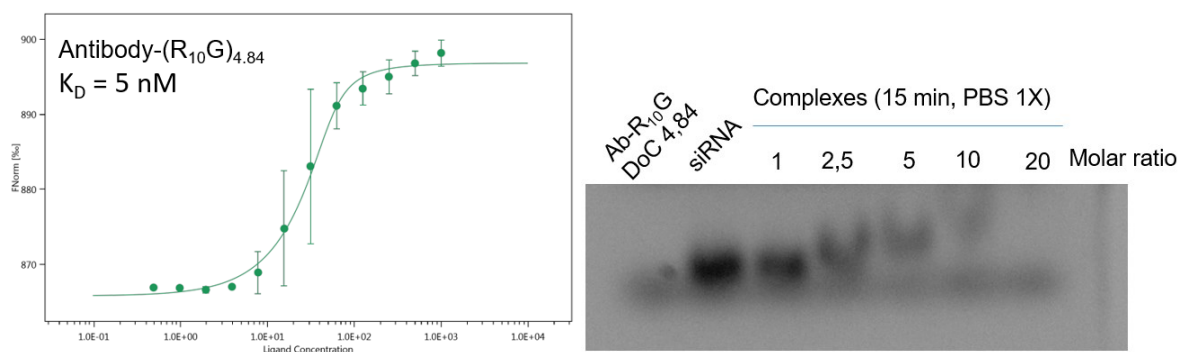 Antibody-(R₁₀G)₄.₈₄
K_D = 5 nM
FNorm [‰]
900
890
880
870
1.0E-01 1.0E+00 1.0E+01 1.0E+02 1.0E+03 1.0E+04
Ligand Concentration
Ab-R₁₀G
DoC 4,84
siRNA
Complexes (15 min, PBS 1X)
1 2,5 5 10 20 Molar ratio